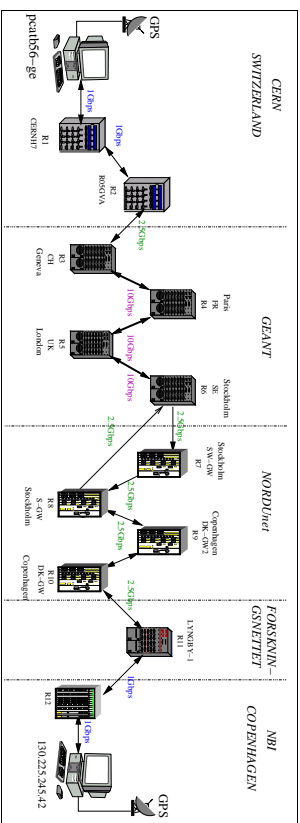 CERN
SWITZERLAND
GPS
pcatb56-ge
1Gbps
R1
CERNH7
1Gbps
R2
R05GVA
2.5Gbps
GEANT
R3
CH
Geneva
10Gbps
Paris
FR
R4
10Gbps
R5
UK
London
10Gbps
Stockholm
SE
R6
2.5Gbps
2.5Gbps
NORDUnet
Stockholm
SW-GW
R7
2.5Gbps
R8
S-GW
Stockholm
2.5Gbps
Copenhagen
DK-GW2
R9
R10
DK-GW
Copenhagen
2.5Gbps
FORSKNIN-
GSNETTET
LYNGBY-1
R11
1Gbps
NBI
COPENHAGEN
R12
1Gbps
130.225.245.42
GPS